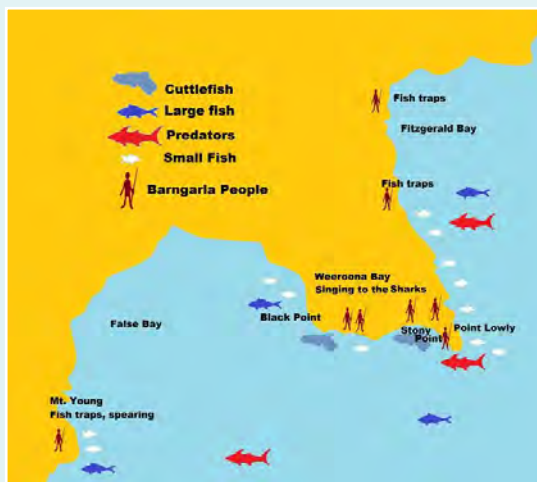 Cuttlefish
Large fish
Predators
Small Fish
Barngarla People
Fish traps
Fitzgerald Bay
Fish traps
Weeroona Bay
Singing to the Sharks
Black Point
Stony
Point
Point Lowly
False Bay
Mt. Young
Fish traps, spearing